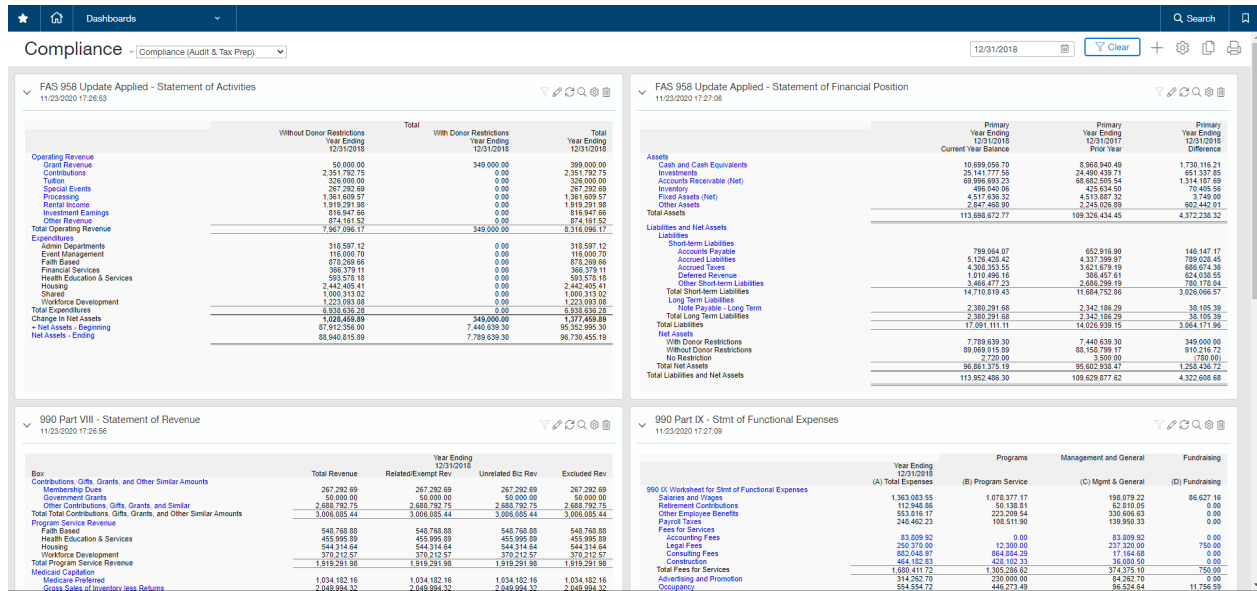 Dashboards
Search
Compliance
Compliance (Audit & Tax Prep)
12/31/2018
Clear
FAS 958 Update Applied - Statement of Activities
11/23/2020 17:26:53
Total
Without Donor Restrictions With Donor Restrictions Total
Year Ending Year Ending Year Ending
12/31/2018 12/31/2018 12/31/2018
Operating Revenue
Grant Revenue 50,000.00 349,000.00 399,000.00
Contributions 2,351,792.75 0.00 2,351,792.75
Tuition 326,000.00 0.00 326,000.00
Special Events 267,292.69 0.00 267,292.69
Processing 1,361,609.57 0.00 1,361,609.57
Rental Income 1,919,291.98 0.00 1,919,291.98
Investment Earnings 816,947.66 0.00 816,947.66
Other Revenue 874,161.52 0.00 874,161.52
Total Operating Revenue 7,967,096.17 349,000.00 8,316,096.17
Expenditures
Admin Departments 318,597.12 0.00 318,597.12
Event Management 116,000.70 0.00 116,000.70
Faith Based 878,269.66 0.00 878,269.66
Financial Services 366,379.11 0.00 366,379.11
Health Education & Services 593,578.18 0.00 593,578.18
Housing 2,442,405.41 0.00 2,442,405.41
Shared 1,000,313.02 0.00 1,000,313.02
Workforce Development 1,223,093.08 0.00 1,223,093.08
Total Expenditures 6,938,636.28 0.00 6,938,636.28
Change In Net Assets 1,028,459.89 349,000.00 1,377,459.89
+ Net Assets - Beginning 87,912,356.00 7,440,639.30 95,352,995.30
Net Assets - Ending 88,940,815.89 7,789,639.30 96,730,455.19
FAS 958 Update Applied - Statement of Financial Position
11/23/2020 17:27:06
Primary Primary Primary
Year Ending Year Ending Year Ending
12/31/2018 12/31/2017 12/31/2018
Current Year Balance Prior Year Difference
Assets
Cash and Cash Equivalents 10,699,056.70 8,968,940.49 1,730,116.21
Investments 25,141,777.56 24,490,439.71 651,337.85
Accounts Receivable (Net) 69,996,693.23 68,682,505.54 1,314,187.69
Inventory 496,040.06 425,634.50 70,405.56
Fixed Assets (Net) 4,517,636.32 4,513,887.32 3,749.00
Other Assets 2,847,468.90 2,245,026.89 602,442.01
Total Assets 113,698,672.77 109,326,434.45 4,372,238.32
Liabilities and Net Assets
Liabilities
Short-term Liabilities
Accounts Payable 799,064.07 652,916.90 146,147.17
Accrued Liabilities 5,126,428.42 4,337,399.97 789,028.45
Accrued Taxes 4,308,353.55 3,621,679.19 686,674.36
Deferred Revenue 1,010,496.16 386,457.61 624,038.55
Other Short-term Liabilities 3,466,477.23 2,686,299.19 780,178.04
Total Short-term Liabilities 14,710,819.43 11,684,752.86 3,026,066.57
Long Term Liabilities
Note Payable - Long Term 2,380,291.68 2,342,186.29 38,105.39
Total Long Term Liabilities 2,380,291.68 2,342,186.29 38,105.39
Total Liabilities 17,091,111.11 14,026,939.15 3,064,171.96
Net Assets
With Donor Restrictions 7,789,639.30 7,440,639.30 349,000.00
Without Donor Restrictions 89,069,015.89 88,158,799.17 910,216.72
No Restriction 2,720.00 3,500.00 (780.00)
Total Net Assets 96,861,375.19 95,602,938.47 1,258,436.72
Total Liabilities and Net Assets 113,952,486.30 109,629,877.62 4,322,608.68
990 Part VIII - Statement of Revenue
11/23/2020 17:26:56
Year Ending
12/31/2018
Box Total Revenue Related/Exempt Rev Unrelated Biz Rev Excluded Rev
Contributions, Gifts, Grants, and Other Similar Amounts
Membership Dues 267,292.69 267,292.69 267,292.69 267,292.69
Government Grants 50,000.00 50,000.00 50,000.00 50,000.00
Other Contributions, Gifts, Grants, and Similar 2,688,792.75 2,688,792.75 2,688,792.75 2,688,792.75
Total Total Contributions, Gifts, Grants, and Other Similar Amounts 3,006,085.44 3,006,085.44 3,006,085.44 3,006,085.44
Program Service Revenue
Faith Based 548,768.88 548,768.88 548,768.88 548,768.88
Health Education & Services 455,995.89 455,995.89 455,995.89 455,995.89
Housing 544,314.64 544,314.64 544,314.64 544,314.64
Workforce Development 370,212.57 370,212.57 370,212.57 370,212.57
Total Program Service Revenue 1,919,291.98 1,919,291.98 1,919,291.98 1,919,291.98
Medicaid Capitation
Medicare Preferred 1,034,182.16 1,034,182.16 1,034,182.16 1,034,182.16
Gross Sales of Inventory less Returns 2,049,994.32 2,049,994.32 2,049,994.32 2,049,994.32
990 Part IX - Stmt of Functional Expenses
11/23/2020 17:27:09
Programs Management and General Fundraising
Year Ending
12/31/2018
(A) Total Expenses (B) Program Service (C) Mgmt & General (D) Fundraising
990 IX Worksheet for Stmt of Functional Expenses
Salaries and Wages 1,363,083.55 1,078,377.17 198,079.22 86,627.16
Retirement Contributions 112,948.86 50,138.81 62,810.05 0.00
Other Employee Benefits 553,816.17 223,209.54 330,606.63 0.00
Payroll Taxes 248,462.23 108,511.90 139,950.33 0.00
Fees for Services
Accounting Fees 83,809.92 0.00 83,809.92 0.00
Legal Fees 250,370.00 12,300.00 237,320.00 750.00
Consulting Fees 882,048.97 864,884.29 17,164.68 0.00
Construction 464,182.83 428,102.33 36,080.50 0.00
Total Fees for Services 1,680,411.72 1,305,286.62 374,375.10 750.00
Advertising and Promotion 314,262.70 230,000.00 84,262.70 0.00
Occupancy 554,554.72 446,273.49 96,524.64 11,756.59